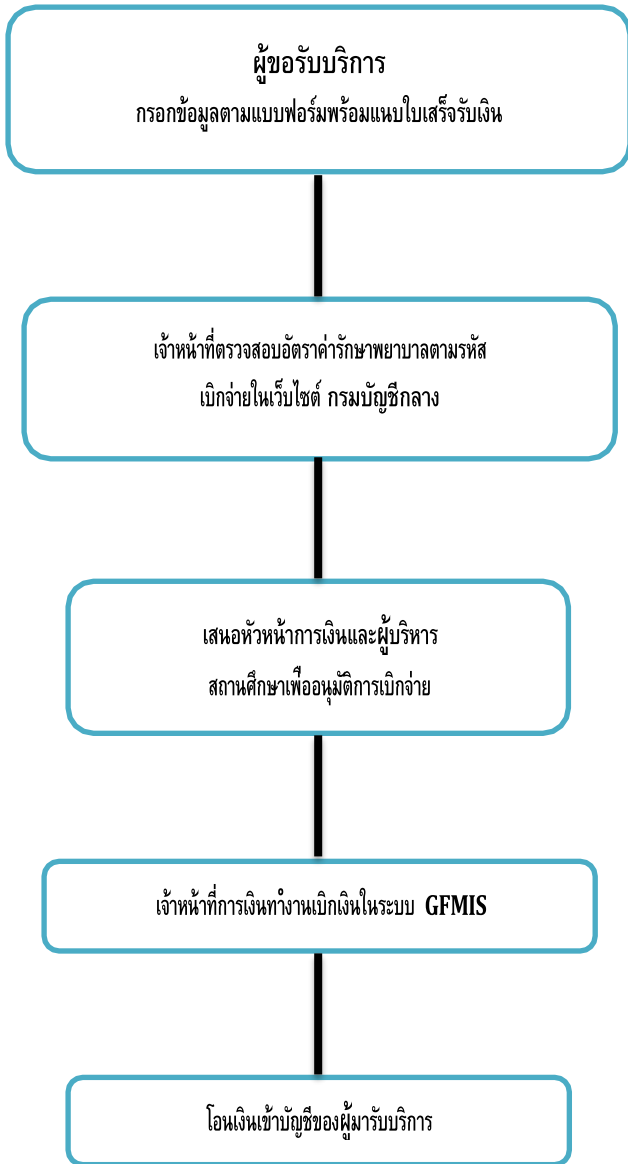 ผู้ขอรับบริการ
กรอกข้อมูลตามแบบฟอร์มพร้อมแนบใบเสร็จรับเงิน
เจ้าหน้าที่ตรวจสอบอัตราค่ารักษาพยาบาลตามรหัส
เบิกจ่ายในเว็บไซต์ กรมบัญชีกลาง
เสนอหัวหน้าการเงินและผู้บริหาร
สถานศึกษาเพื่ออนุมัติการเบิกจ่าย
เจ้าหน้าที่การเงินทำงานเบิกเงินในระบบ GFMIS
โอนเงินเข้าบัญชีของผู้มารับบริการ